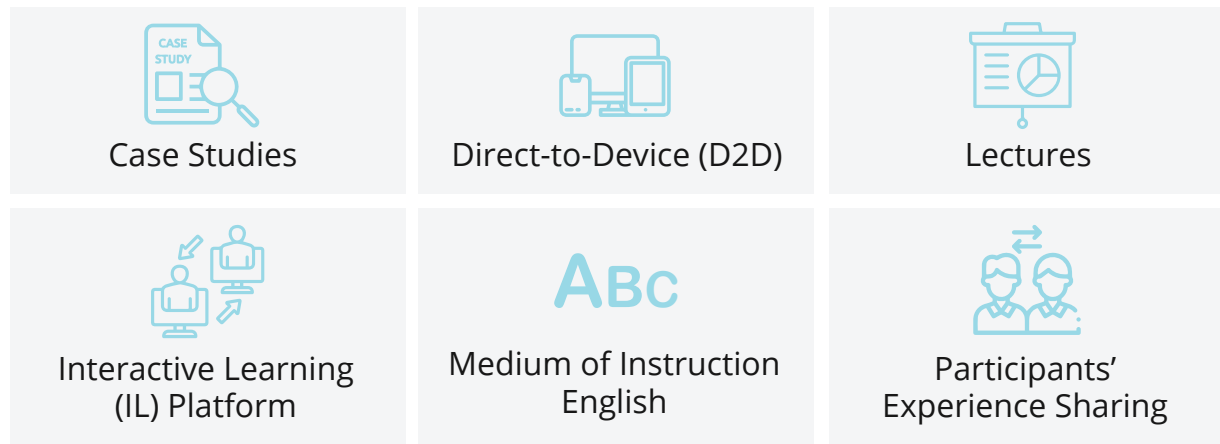 CASE
STUDY
Case Studies
Direct-to-Device (D2D)
Lectures
Interactive Learning
(IL) Platform
ABC
Medium of Instruction
English
Participants’
Experience Sharing